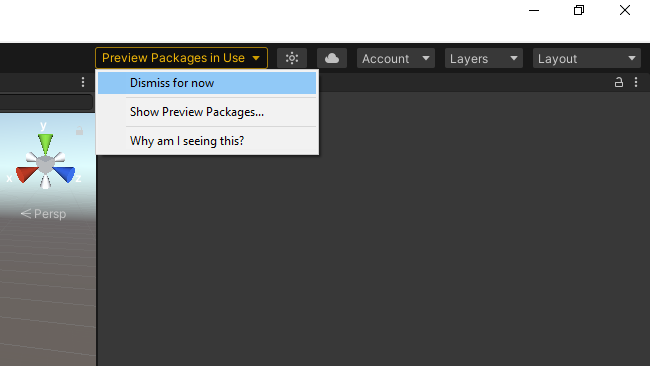 Preview Packages in Use
Account
Layers
Layout
Dismiss for now
Show Preview Packages...
Why am I seeing this?
y
x
z
Persp